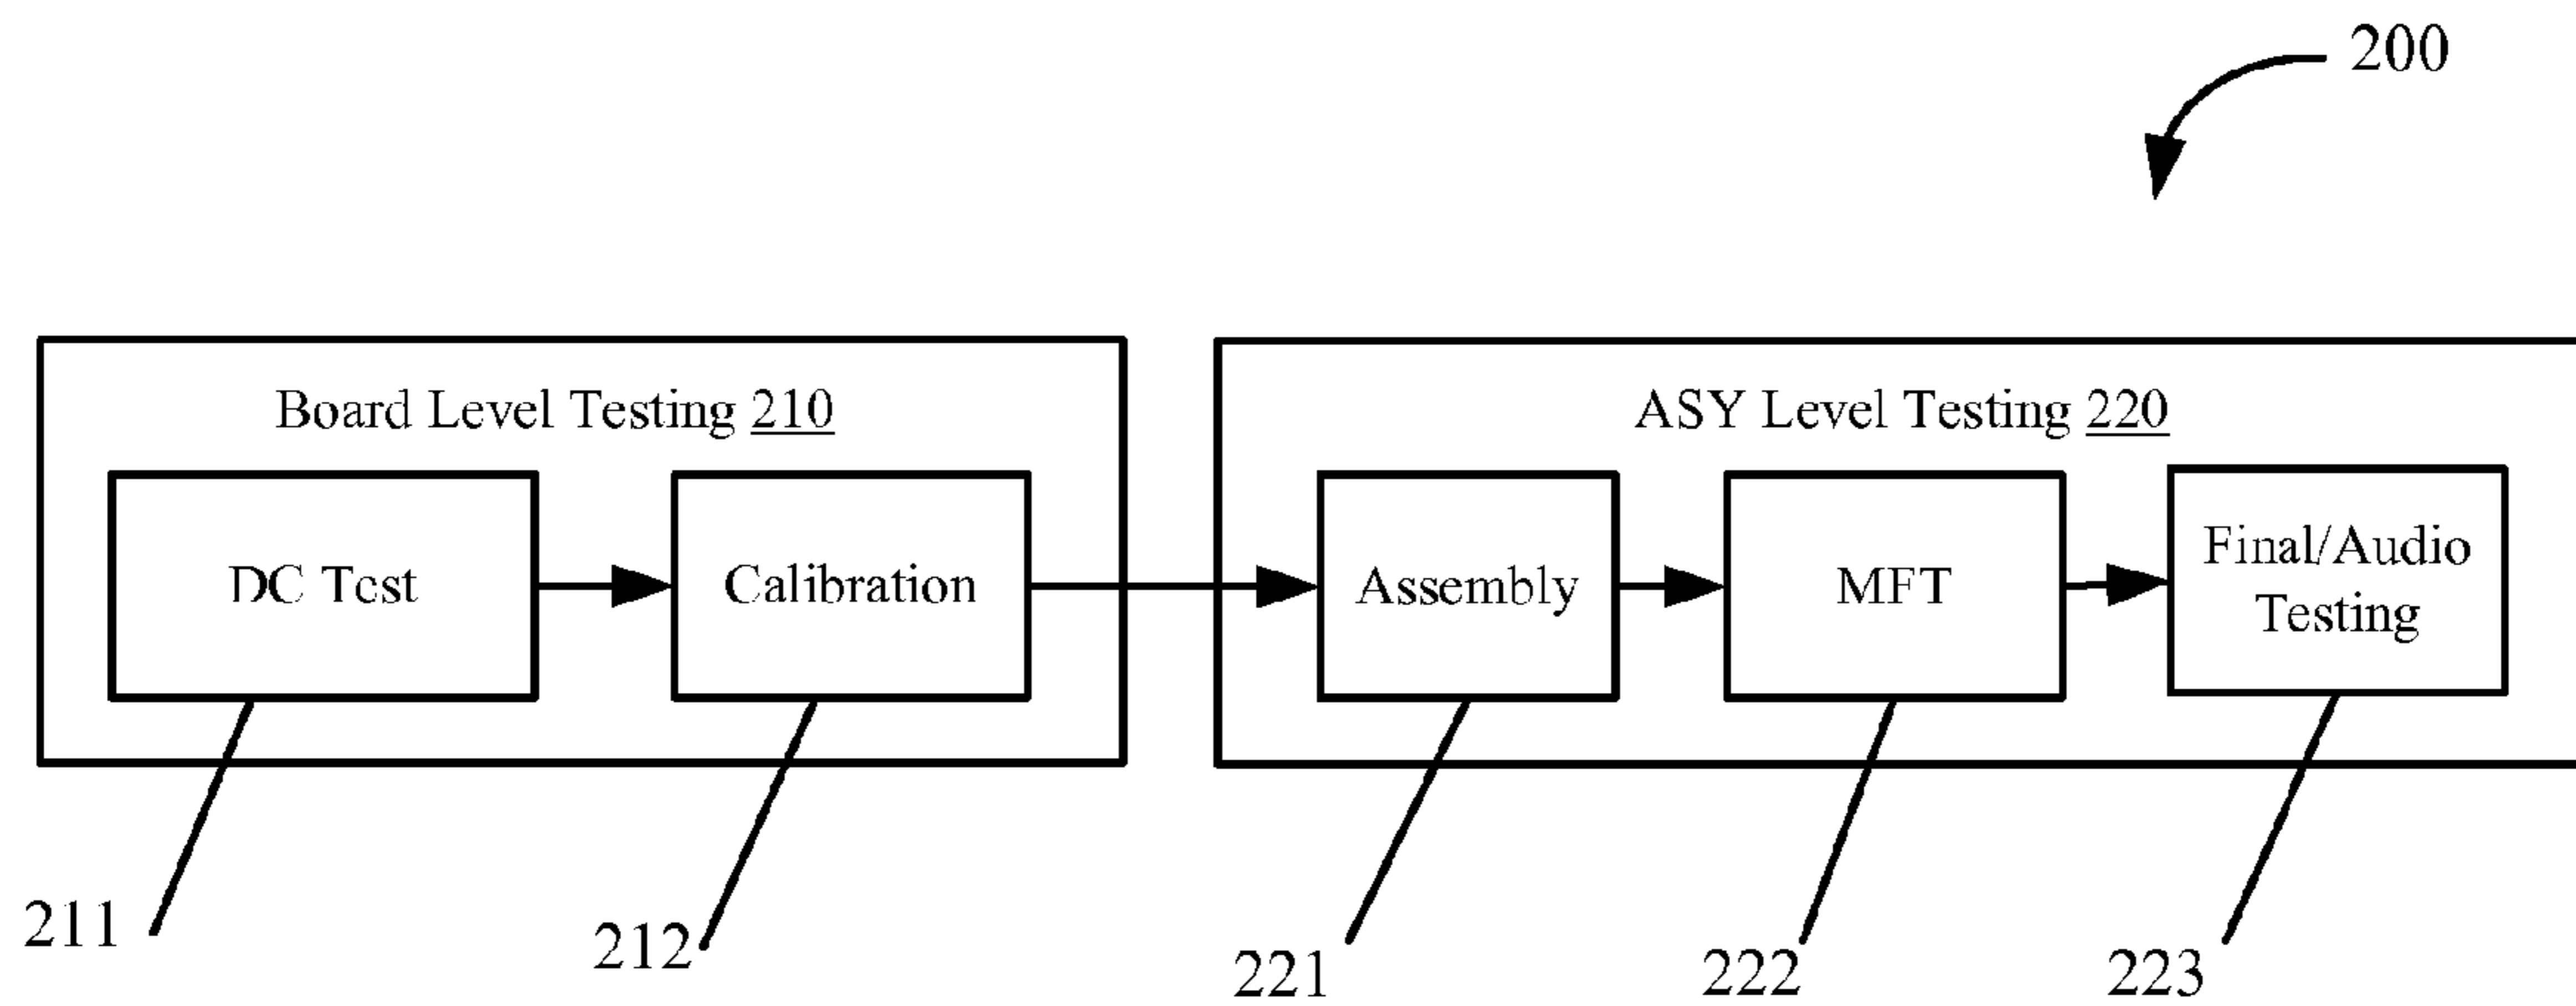 200
Board Level Testing 210
ASY Level Testing 220
DC Test
Calibration
Assembly
MFT
Final/Audio
Testing
211
212
221
222
223